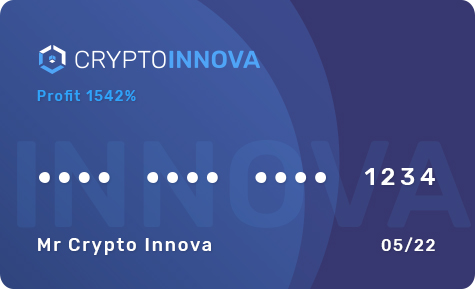 CRYPTOINNOVA
Profit 1542%
INNOVA
•••• •••• •••• 1234
Mr Crypto Innova 05/22